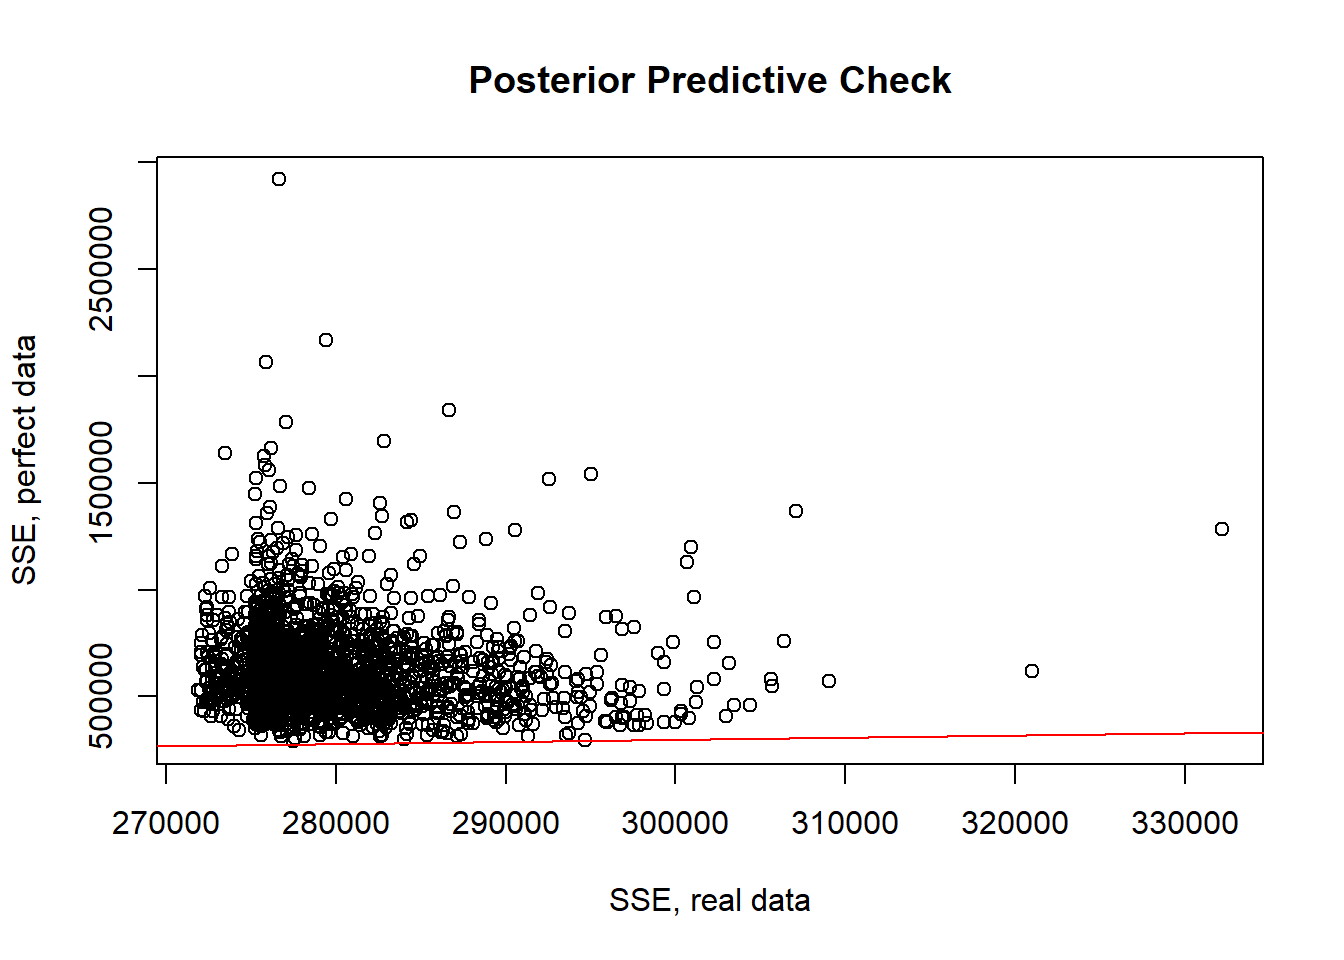 Posterior Predictive Check
SSE, perfect data
2500000
1500000
500000
270000 280000 290000 300000 310000 320000 330000
SSE, real data